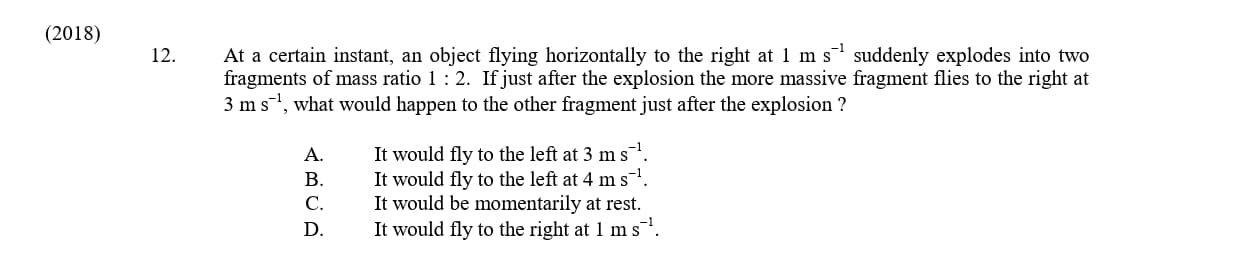 (2018)
12. At a certain instant, an object flying horizontally to the right at 1 m s⁻¹ suddenly explodes into two
fragments of mass ratio 1 : 2. If just after the explosion the more massive fragment flies to the right at
3 m s⁻¹, what would happen to the other fragment just after the explosion ?
A. It would fly to the left at 3 m s⁻¹.
B. It would fly to the left at 4 m s⁻¹.
C. It would be momentarily at rest.
D. It would fly to the right at 1 m s⁻¹.